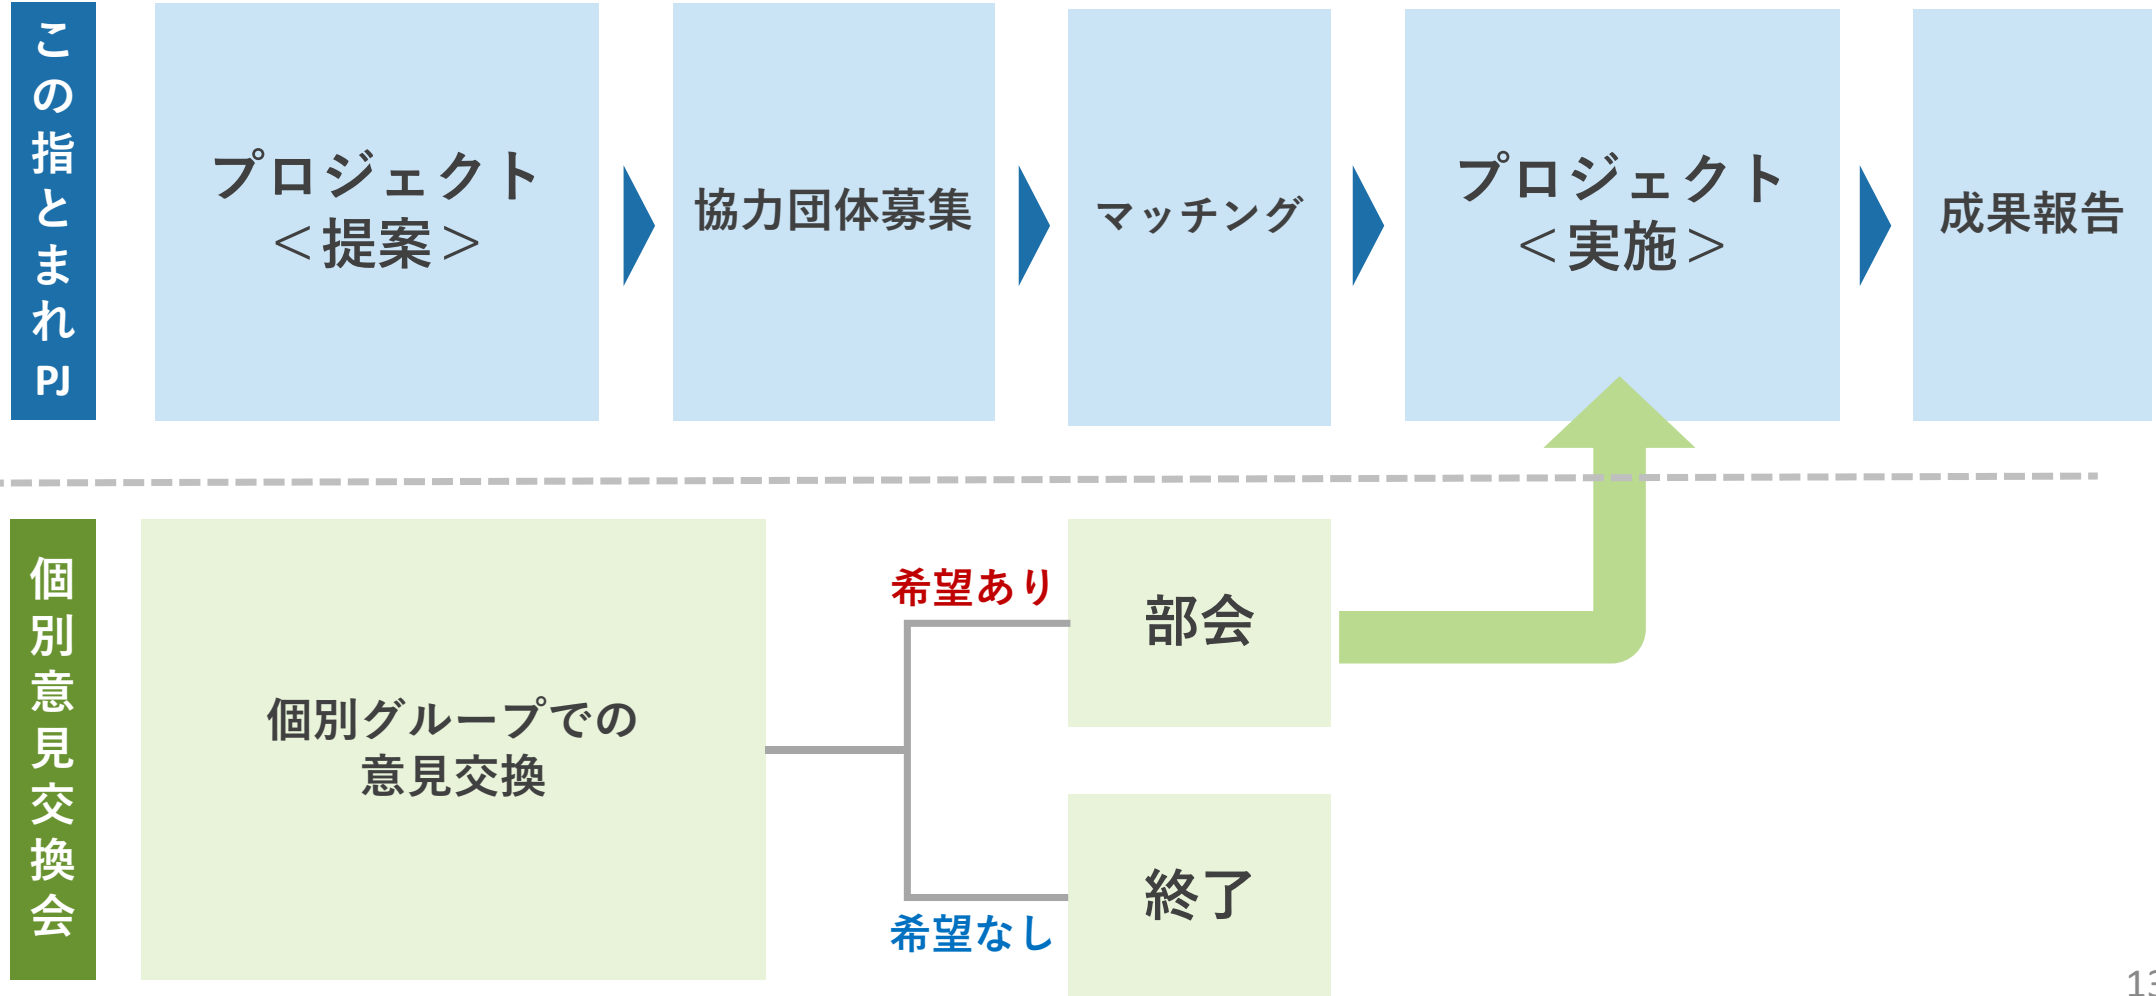 この指とまれPJ
プロジェクト
＜提案＞
協力団体募集
マッチング
プロジェクト
＜実施＞
成果報告
個別意見交換会
個別グループでの
意見交換
希望あり
部会
希望なし
終了
13